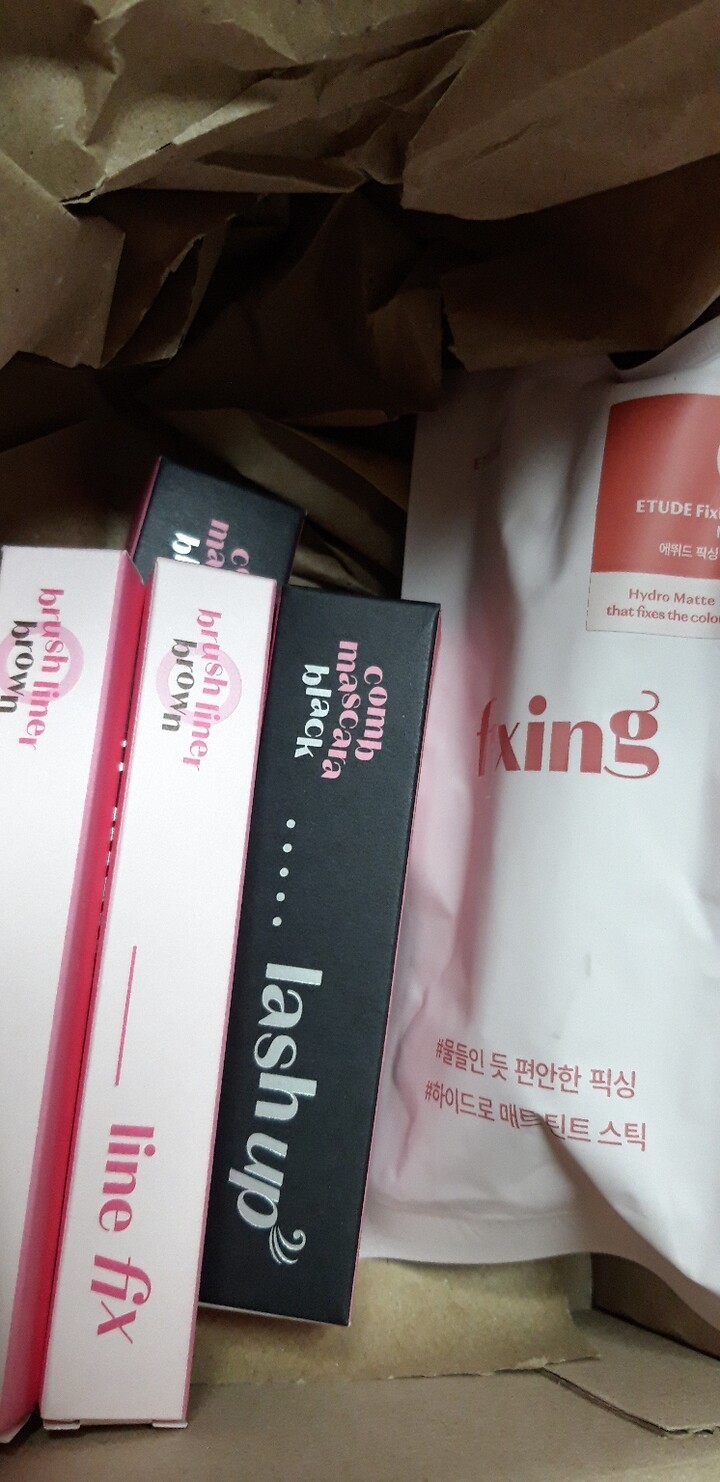 brush liner
brown
brush liner
brown
line fix
comb
mascara
black
lash up
ETUDE
에뛰드 픽싱
Hydro Matte
that fixes the
fixing
#물들인 듯 편안한 픽싱
#하이드로 매트 틴트 스틱